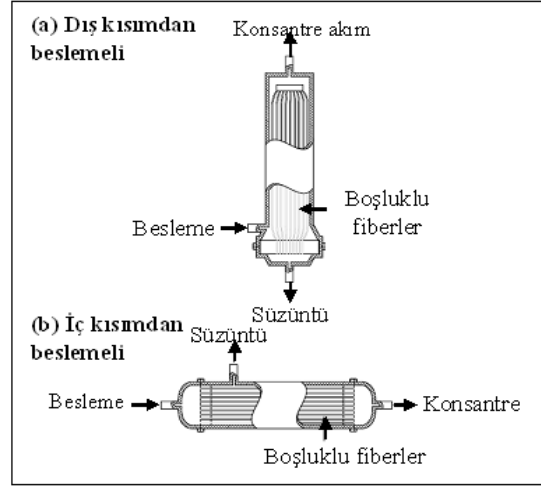 (a) Dış kısımdan
beslemeli
Konsantre akım
Boşluklu
fiberler
Besleme
Süzüntü
(b) İç kısımdan
beslemeli
Süzüntü
Besleme
Konsantre
Boşluklu fiberler